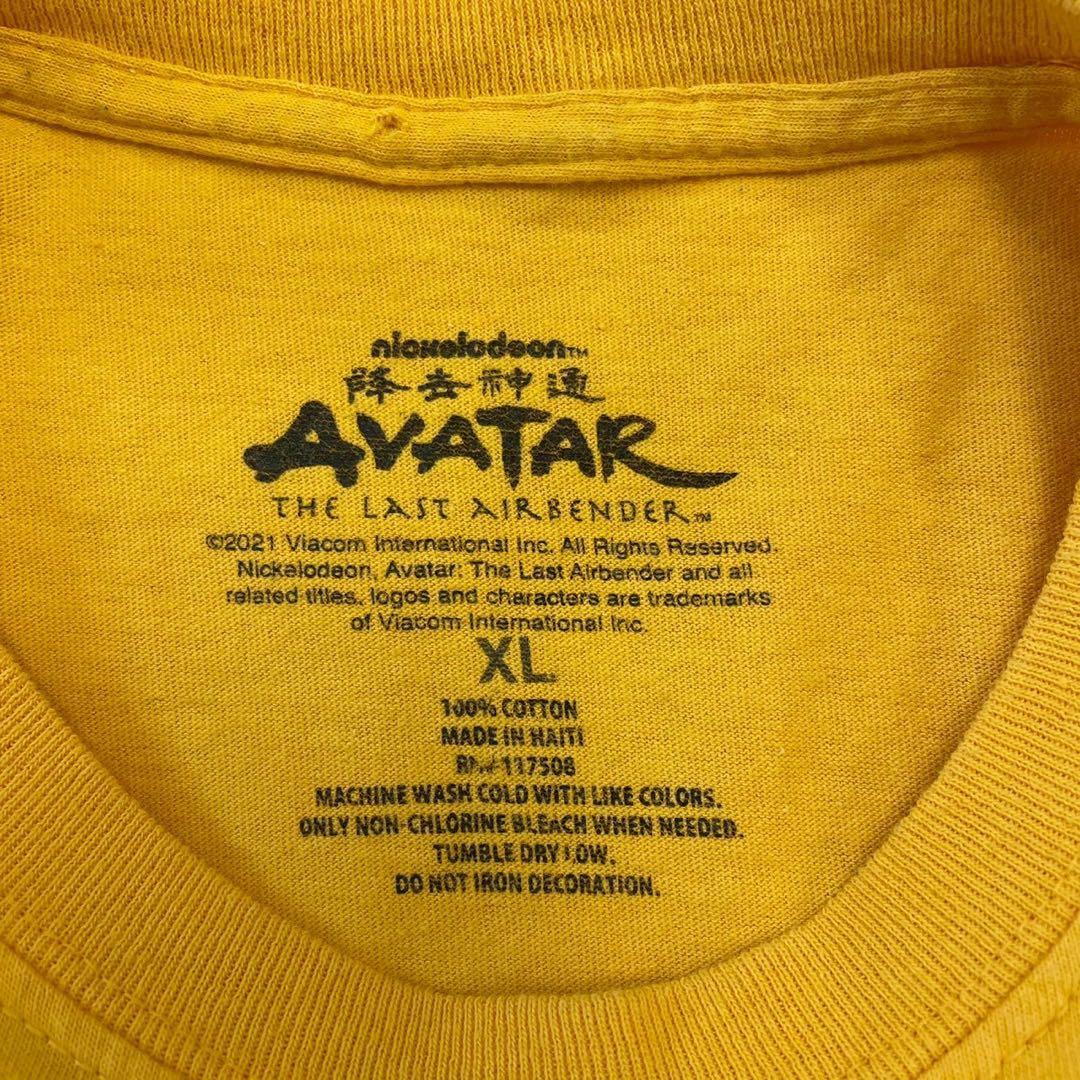 nickelodeon™
降去神通
AVATAR
THE LAST AIRBENDER™
©2021 Viacom International Inc. All Rights Reserved.
Nickelodeon, Avatar: The Last Airbender and all
related titles, logos and characters are trademarks
of Viacom International Inc.
XL
100% COTTON
MADE IN HAITI
RN# 117508
MACHINE WASH COLD WITH LIKE COLORS.
ONLY NON-CHLORINE BLEACH WHEN NEEDED.
TUMBLE DRY LOW.
DO NOT IRON DECORATION.